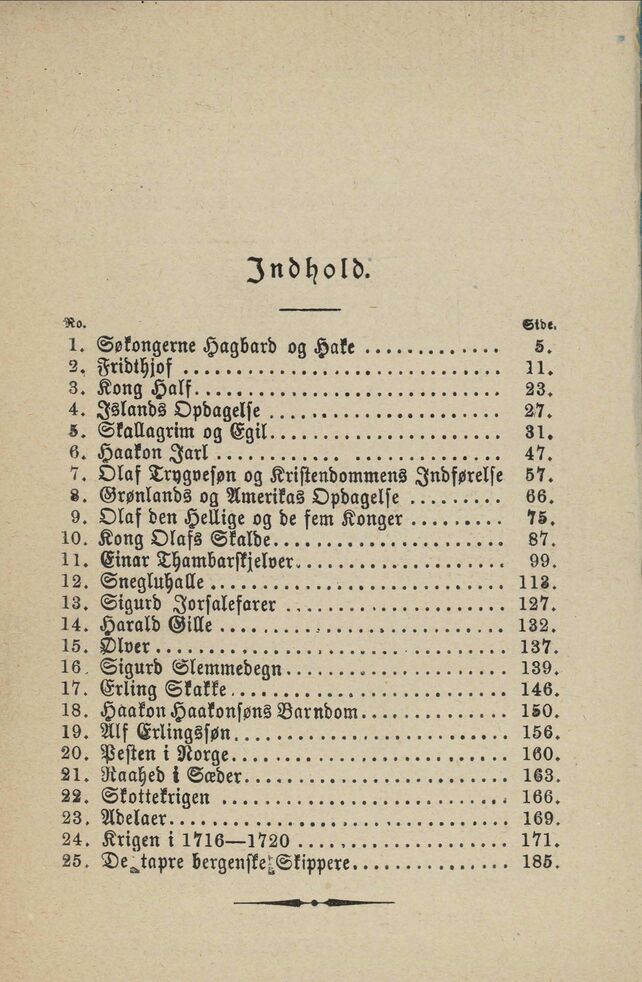 Indhold.
No. Side.
1. Søkongerne Hagbard og Hake ............. 5.
2. Fridthjof ............................. 11.
3. Kong Half............................ 23.
4. Islands Opdagelse ..................... 27.
5. Skallagrim og Egil..................... 31.
6. Haakon Jarl ........................... 47.
7. Olaf Trygvesøn og Kristendommens Indførelse 57.
8. Grønlands og Amerikas Opdagelse ......... 66.
9. Olaf den Hellige og de fem Konger ......... 75.
10. Kong Olafs Skalde..................... 87.
11. Einar Thambarskjelver................... 99.
12. Snegluhalle ........................... 113.
13. Sigurd Jorsalefarer .................... 127.
14. Harald Gille .......................... 132.
15. Ølver................................ 137.
16. Sigurd Slemmedegn.................... 139.
17. Erling Skakke......................... 146.
18. Haakon Haakonsøns Barndom............. 150.
19. Alf Erlingssøn......................... 156.
20. Pesten i Norge......................... 160.
21. Raahed i Sæder........................ 163.
22. Skottekrigen .......................... 166.
23. Adelaer.............................. 169.
24. Krigen i 1716—1720 ................... 171.
25. De tapre bergenske Skippere.............. 185.